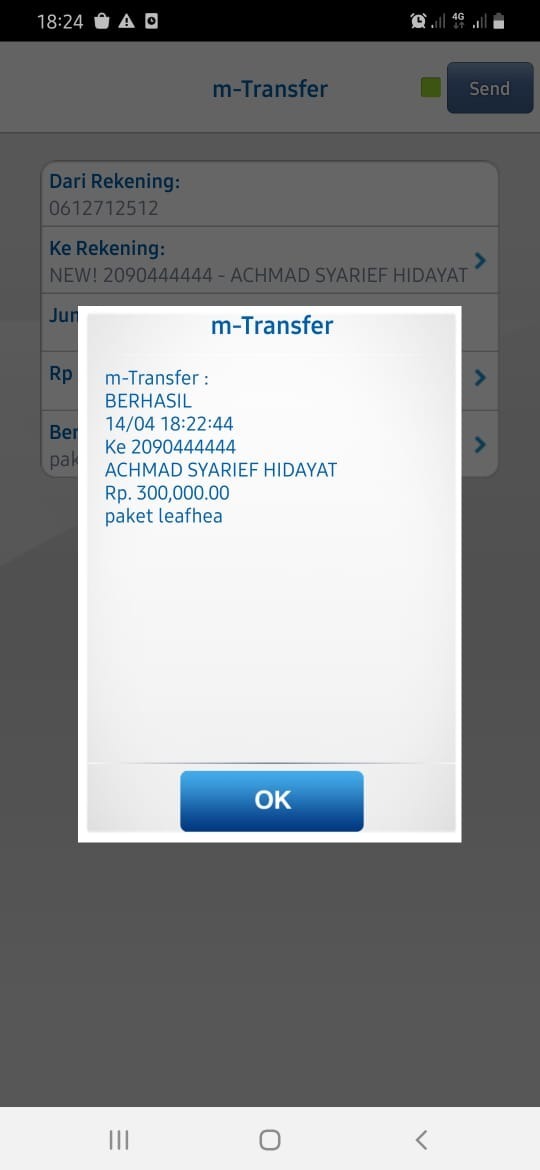 18:24
4G
m-Transfer
Send
Dari Rekening:
0612712512
Ke Rekening:
NEW! 2090444444 - ACHMAD SYARIEF HIDAYAT
Jun
Rp
Ber
pak
m-Transfer
m-Transfer :
BERHASIL
14/04 18:22:44
Ke 2090444444
ACHMAD SYARIEF HIDAYAT
Rp. 300,000.00
paket leafhea
OK